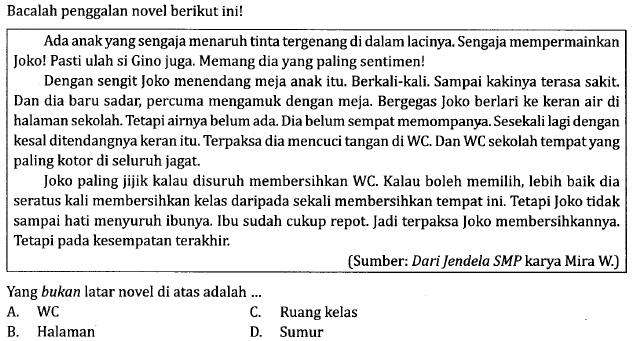 Bacalah penggalan novel berikut ini!
Ada anak yang sengaja menaruh tinta tergenang di dalam lacinya. Sengaja mempermainkan
Joko! Pasti ulah si Gino juga. Memang dia yang paling sentimen!
Dengan sengit Joko menendang meja anak itu. Berkali-kali. Sampai kakinya terasa sakit.
Dan dia baru sadar, percuma mengamuk dengan meja. Bergegas Joko berlari ke keran air di
halaman sekolah. Tetapi airnya belum ada. Dia belum sempat memompanya. Sesekali lagi dengan
kesal ditendangnya keran itu. Terpaksa dia mencuci tangan di WC. Dan WC sekolah tempat yang
paling kotor di seluruh jagat.
Joko paling jijik kalau disuruh membersihkan WC. Kalau boleh memilih, lebih baik dia
seratus kali membersihkan kelas daripada sekali membersihkan tempat ini. Tetapi Joko tidak
sampai hati menyuruh ibunya. Ibu sudah cukup repot. Jadi terpaksa Joko membersihkannya.
Tetapi pada kesempatan terakhir.
(Sumber: Dari Jendela SMP karya Mira W.)
Yang bukan latar novel di atas adalah ...
A. WC
C. Ruang kelas
B. Halaman
D. Sumur